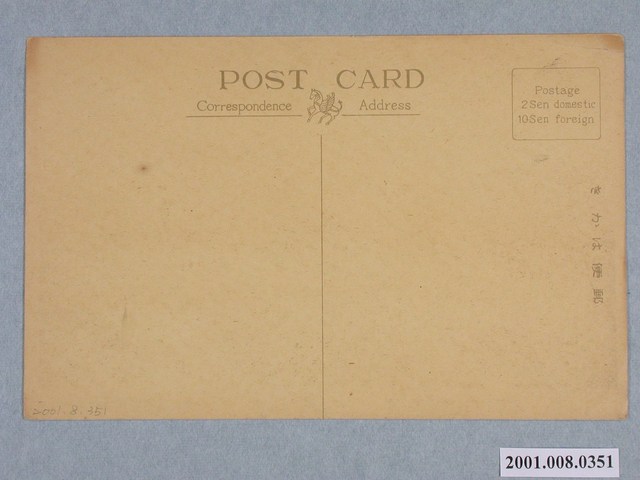 POST CARD
Correspondence
Address
Postage
2 Sen domestic
10 Sen foreign
きかは便郵
2001.8.351
2001.008.0351